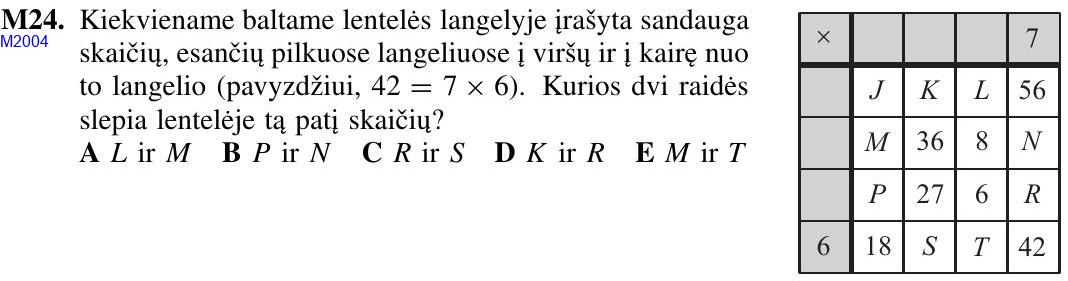 M24. Kiekviename baltame lentelės langelyje įrašyta sandauga
M2004
skaičių, esančių pilkuose langeliuose į viršų ir į kairę nuo
to langelio (pavyzdžiui, 42 = 7 × 6). Kurios dvi raidės
slepia lentelėje tą patį skaičių?
A L ir M B P ir N C R ir S D K ir R E M ir T
× 7
J K L 56
M 36 8 N
P 27 6 R
6 18 S T 42